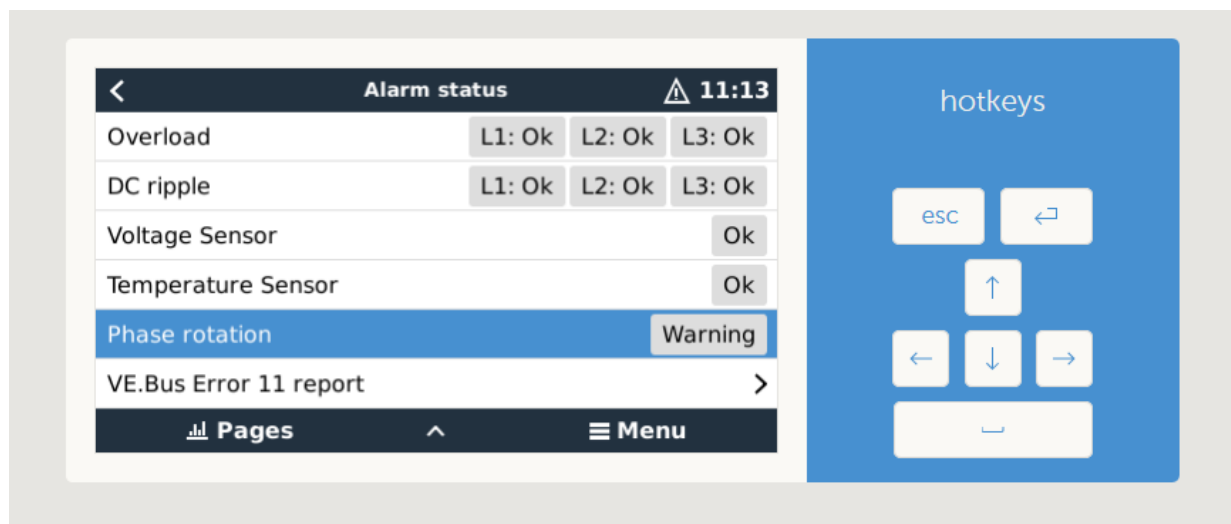 Alarm status 11:13
Overload L1: Ok L2: Ok L3: Ok
DC ripple L1: Ok L2: Ok L3: Ok
Voltage Sensor Ok
Temperature Sensor Ok
Phase rotation Warning
VE.Bus Error 11 report
Pages Menu
hotkeys
esc